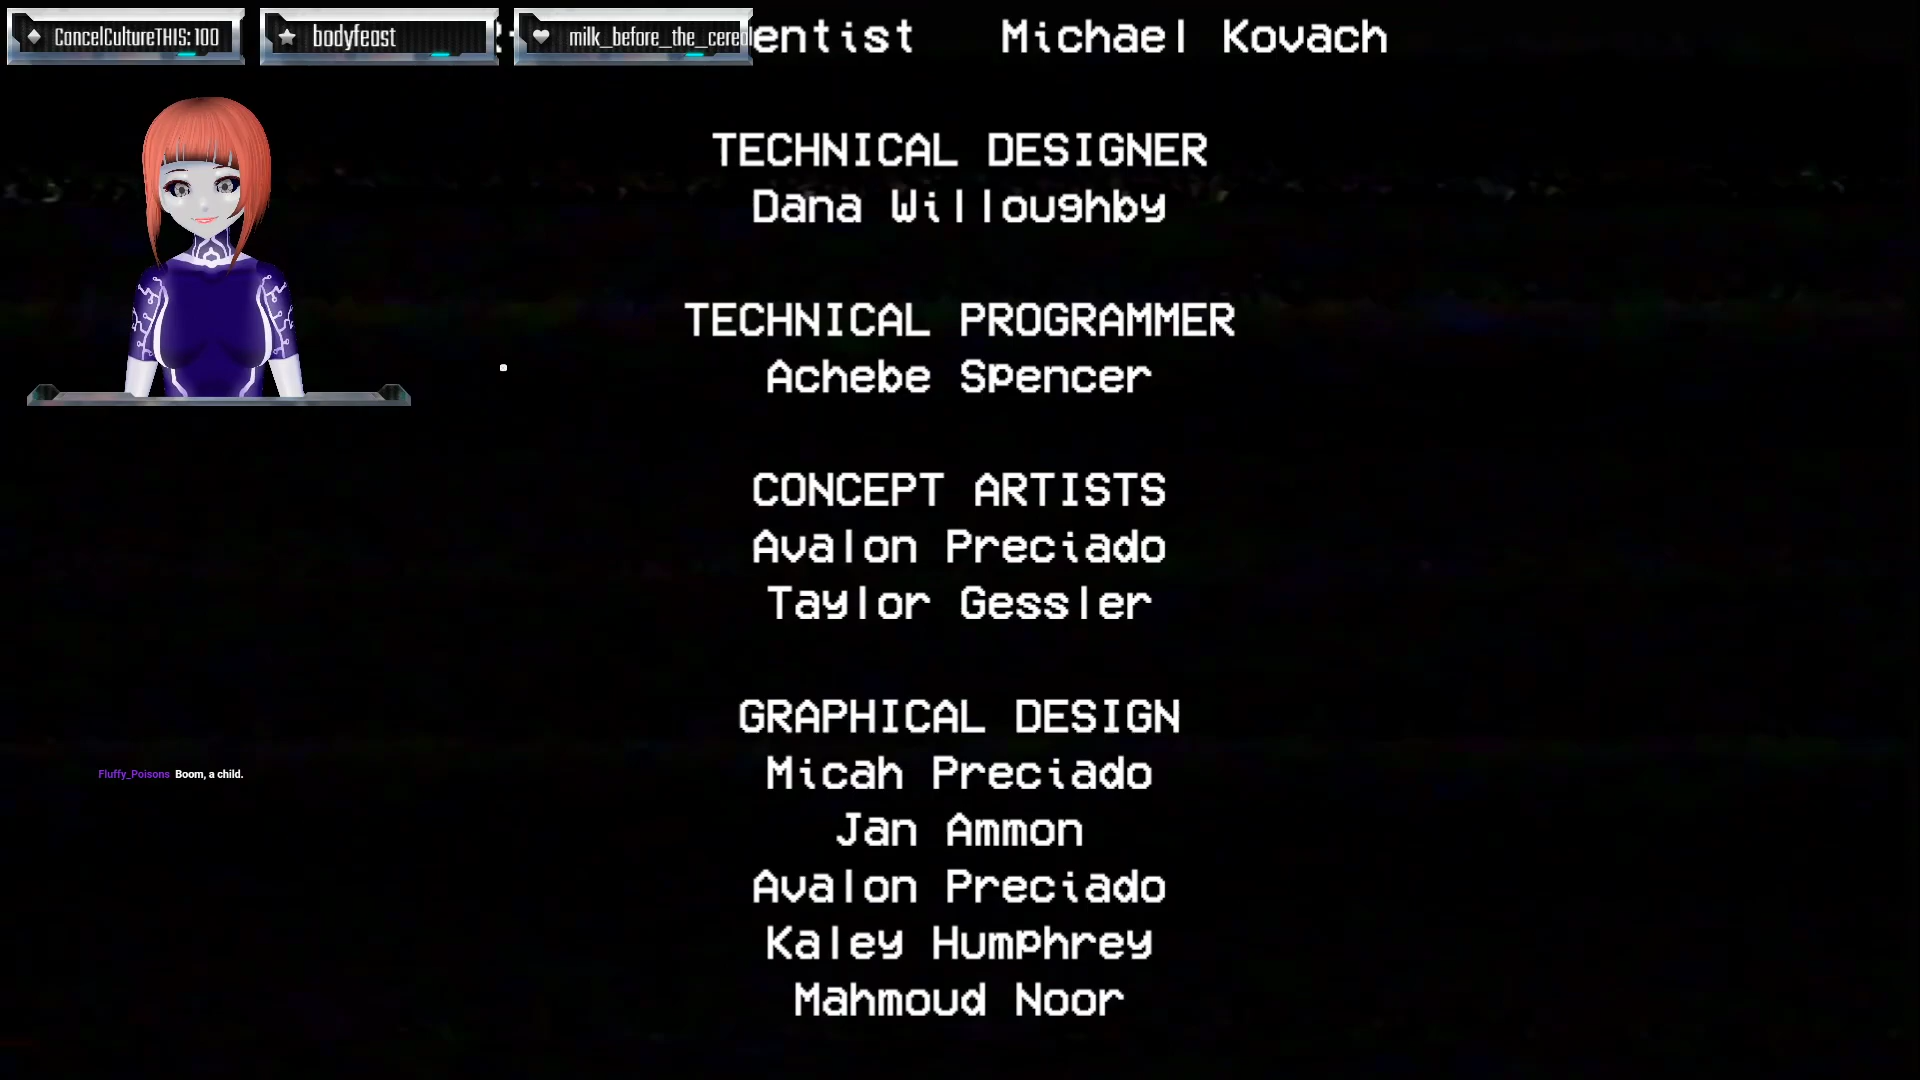 ConcelCultureTHIS: 100
bodyfeast
milk_before_the_cereal
entist Michael Kovach
TECHNICAL DESIGNER
Dana Willoughby
TECHNICAL PROGRAMMER
Achebe Spencer
CONCEPT ARTISTS
Avalon Preciado
Taylor Gessler
GRAPHICAL DESIGN
Micah Preciado
Jan Ammon
Avalon Preciado
Kaley Humphrey
Mahmoud Noor
Fluffy_Poisons Boom, a child.